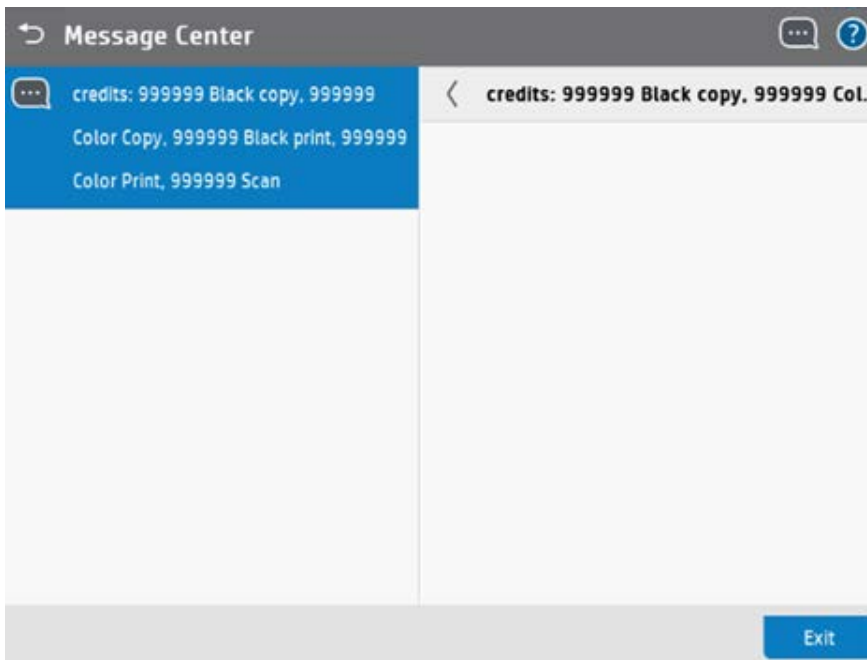 Message Center
?
credits: 999999 Black copy, 999999
Color Copy, 999999 Black print, 999999
Color Print, 999999 Scan
credits: 999999 Black copy, 999999 Col.
Exit